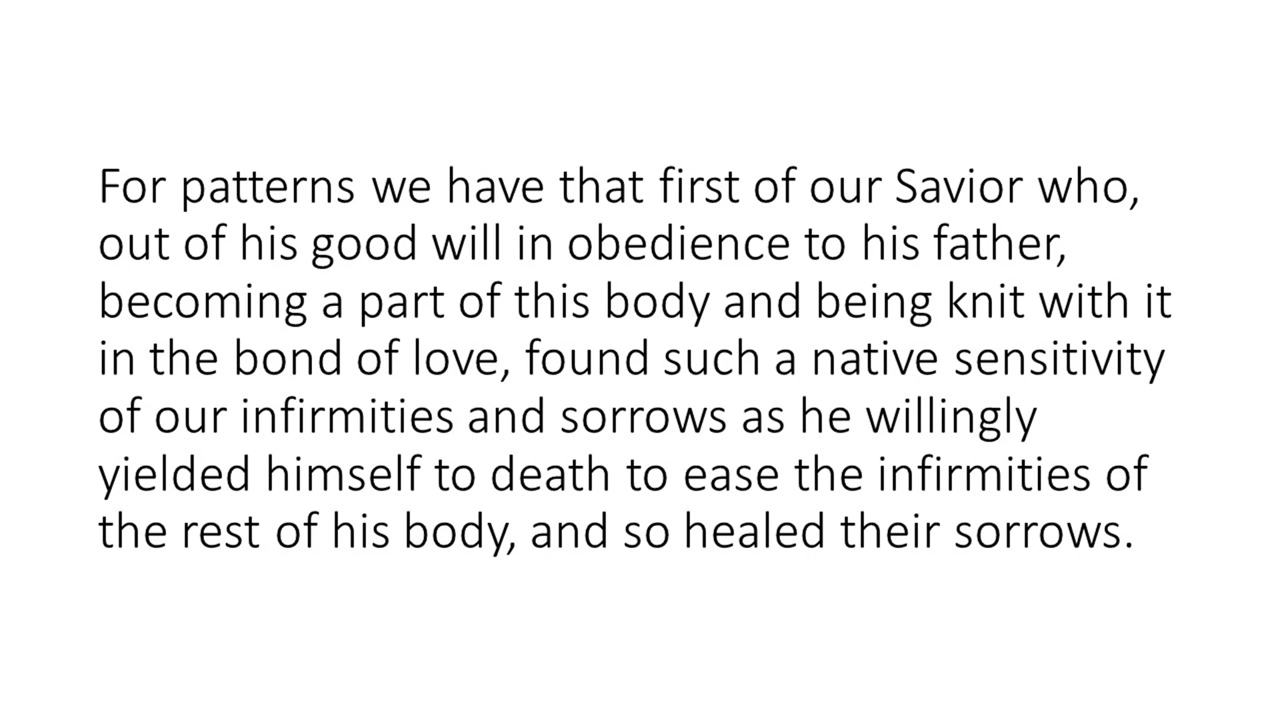 For patterns we have that first of our Savior who,
out of his good will in obedience to his father,
becoming a part of this body and being knit with it
in the bond of love, found such a native sensitivity
of our infirmities and sorrows as he willingly
yielded himself to death to ease the infirmities of
the rest of his body, and so healed their sorrows.